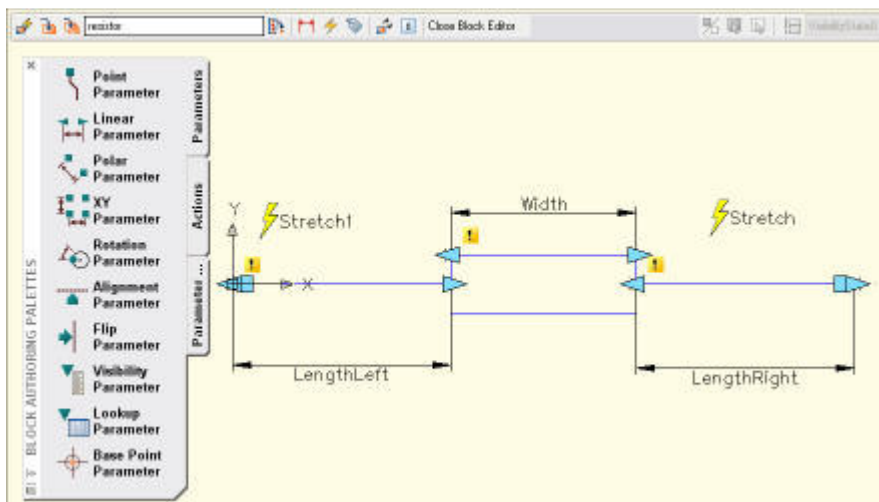 resistor
Close Block Editor
VisibilityState0
Point
Parameter
Linear
Parameter
Polar
Parameter
XY
Parameter
Rotation
Parameter
Alignment
Parameter
Flip
Parameter
Visibility
Parameter
Lookup
Parameter
Base Point
Parameter
Parameters
Actions
Parameter ...
BLOCK AUTHORING PALETTES
Y
Stretch1
X
Width
Stretch
LengthLeft
LengthRight